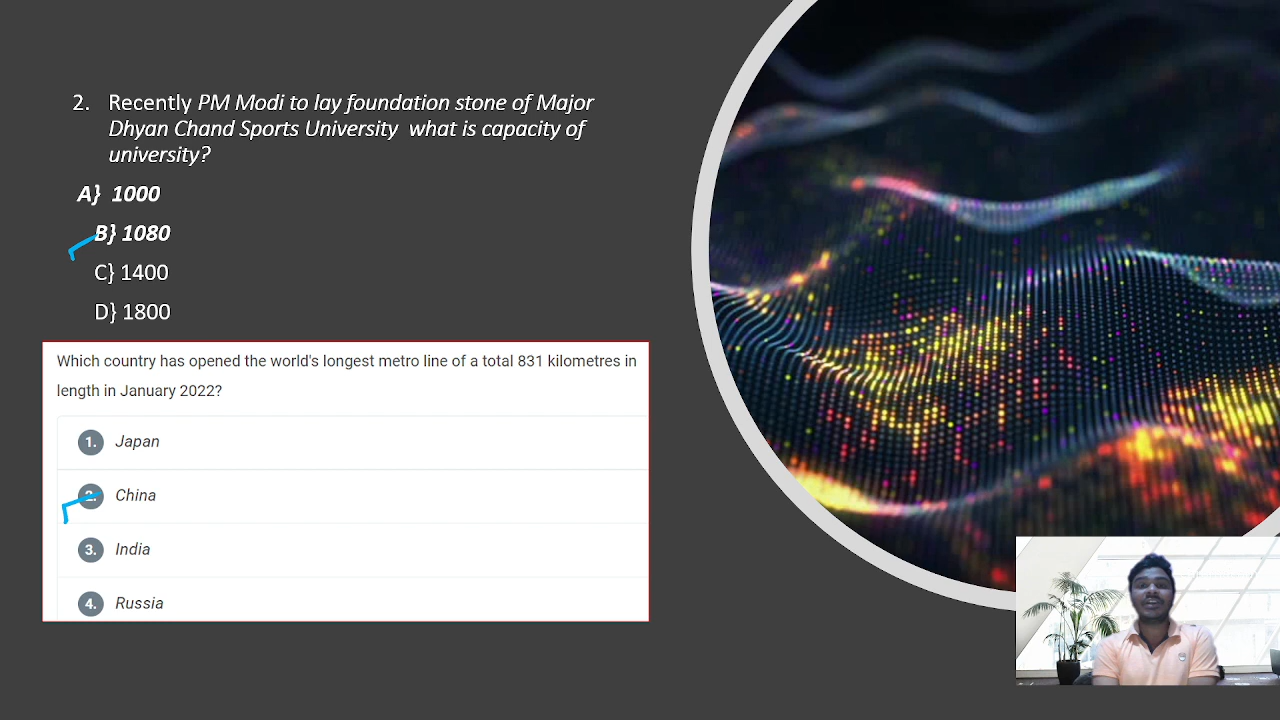 2. Recently PM Modi to lay foundation stone of Major
Dhyan Chand Sports University what is capacity of
university?
A} 1000
B} 1080
C} 1400
D} 1800
Which country has opened the world's longest metro line of a total 831 kilometres in
length in January 2022?
1. Japan
2. China
3. India
4. Russia